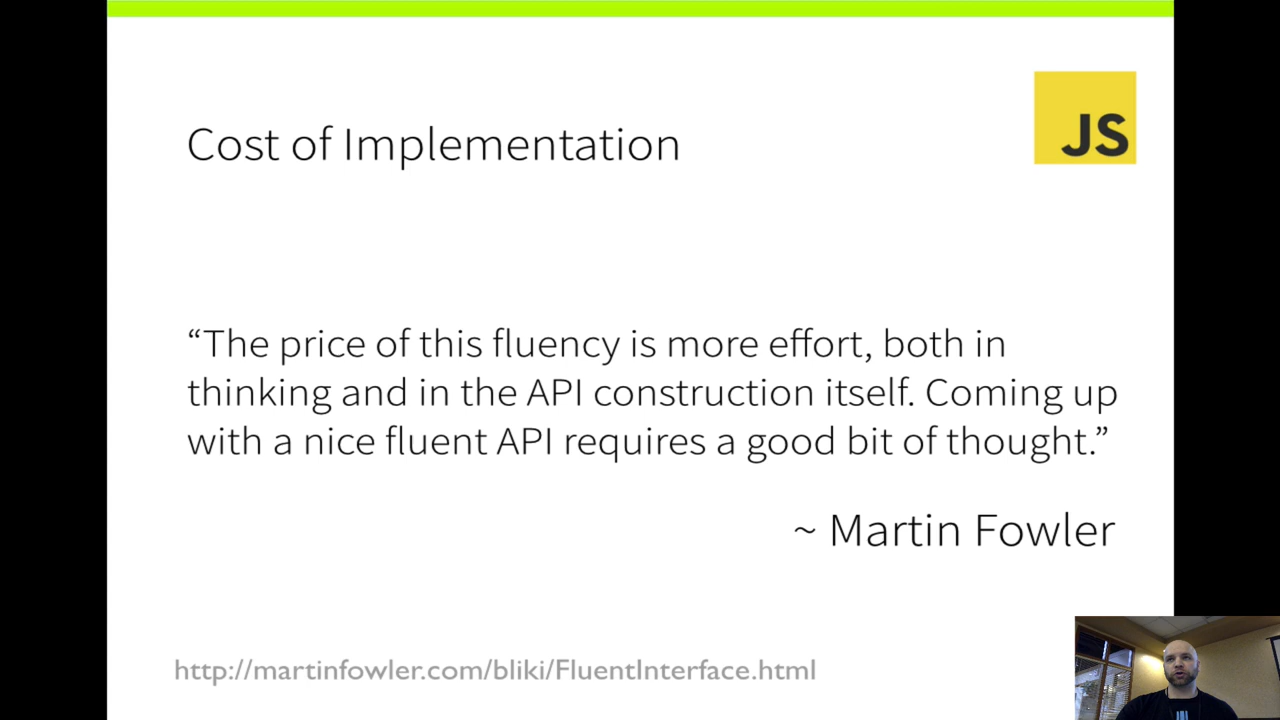 Cost of Implementation
JS
“The price of this fluency is more effort, both in
thinking and in the API construction itself. Coming up
with a nice fluent API requires a good bit of thought.”
~ Martin Fowler
http://martinfowler.com/bliki/FluentInterface.html